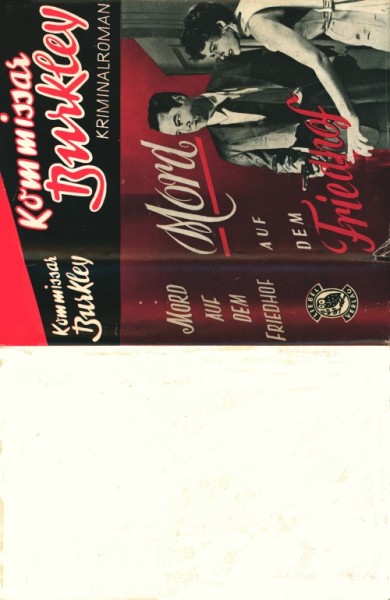 Kommissar
Burkley
KRIMINALROMAN
Mord
AUF
DEM
Friedhof
Kommissar
Burkley
MORD
AUF
DEM
FRIEDHOF